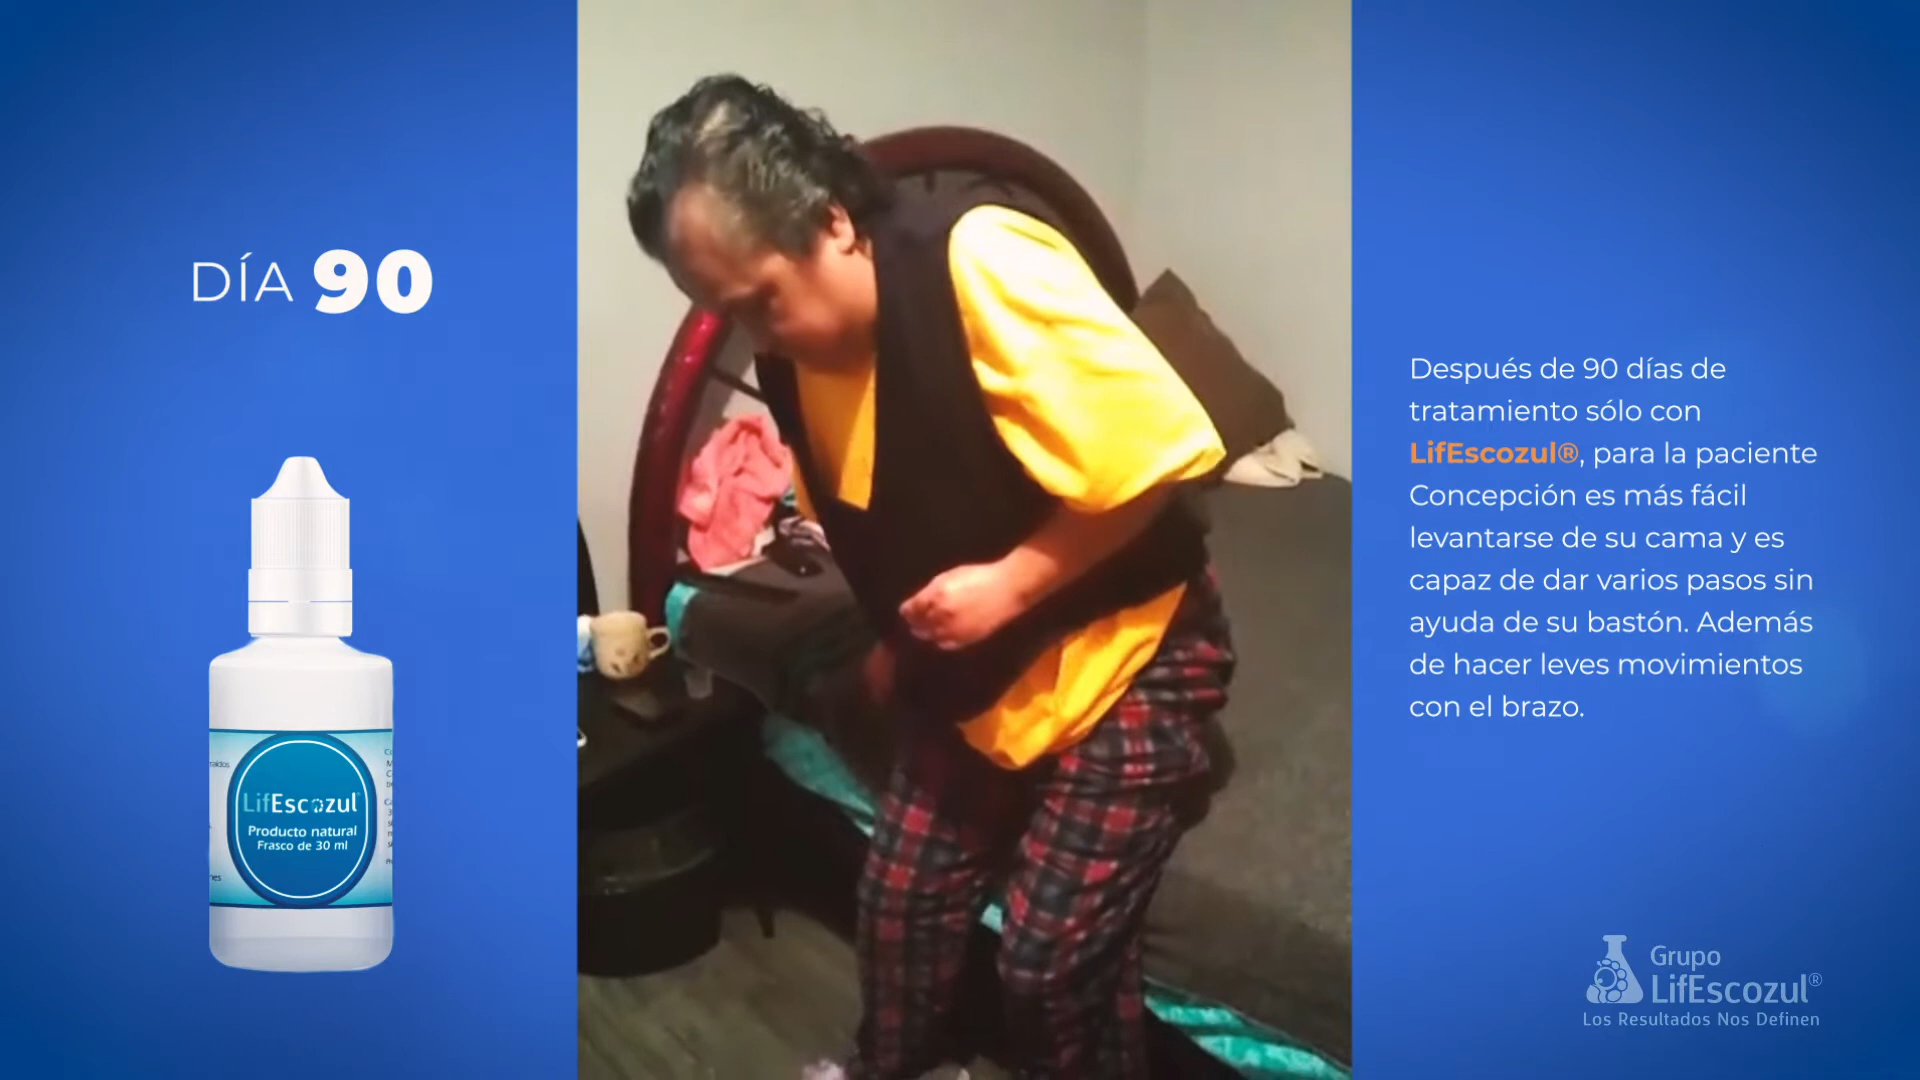 DÍA 90
LifEscozul
Producto natural
Frasco de 30 ml
Después de 90 días de
tratamiento sólo con
LifEscozul®, para la paciente
Concepción es más fácil
levantarse de su cama y es
capaz de dar varios pasos sin
ayuda de su bastón. Además
de hacer leves movimientos
con el brazo.
Grupo
LifEscozul®
Los Resultados Nos Definen